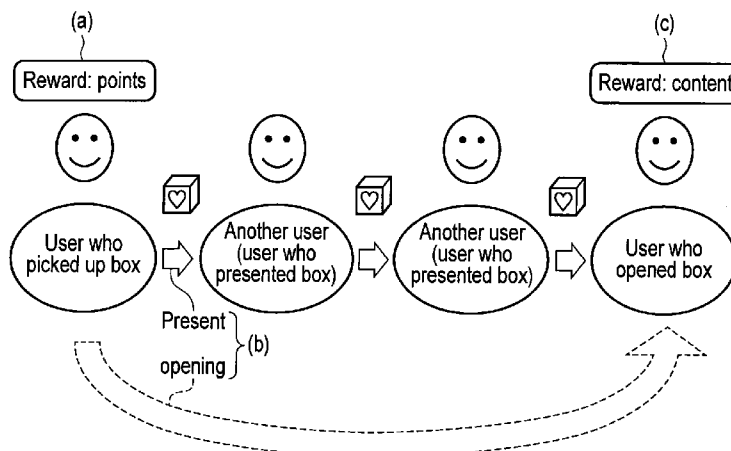 (a)
(c)
Reward: points
Reward: content
User who
picked up box
Another user
(user who
presented box)
Another user
(user who
presented box)
User who
opened box
Present
opening
(b)